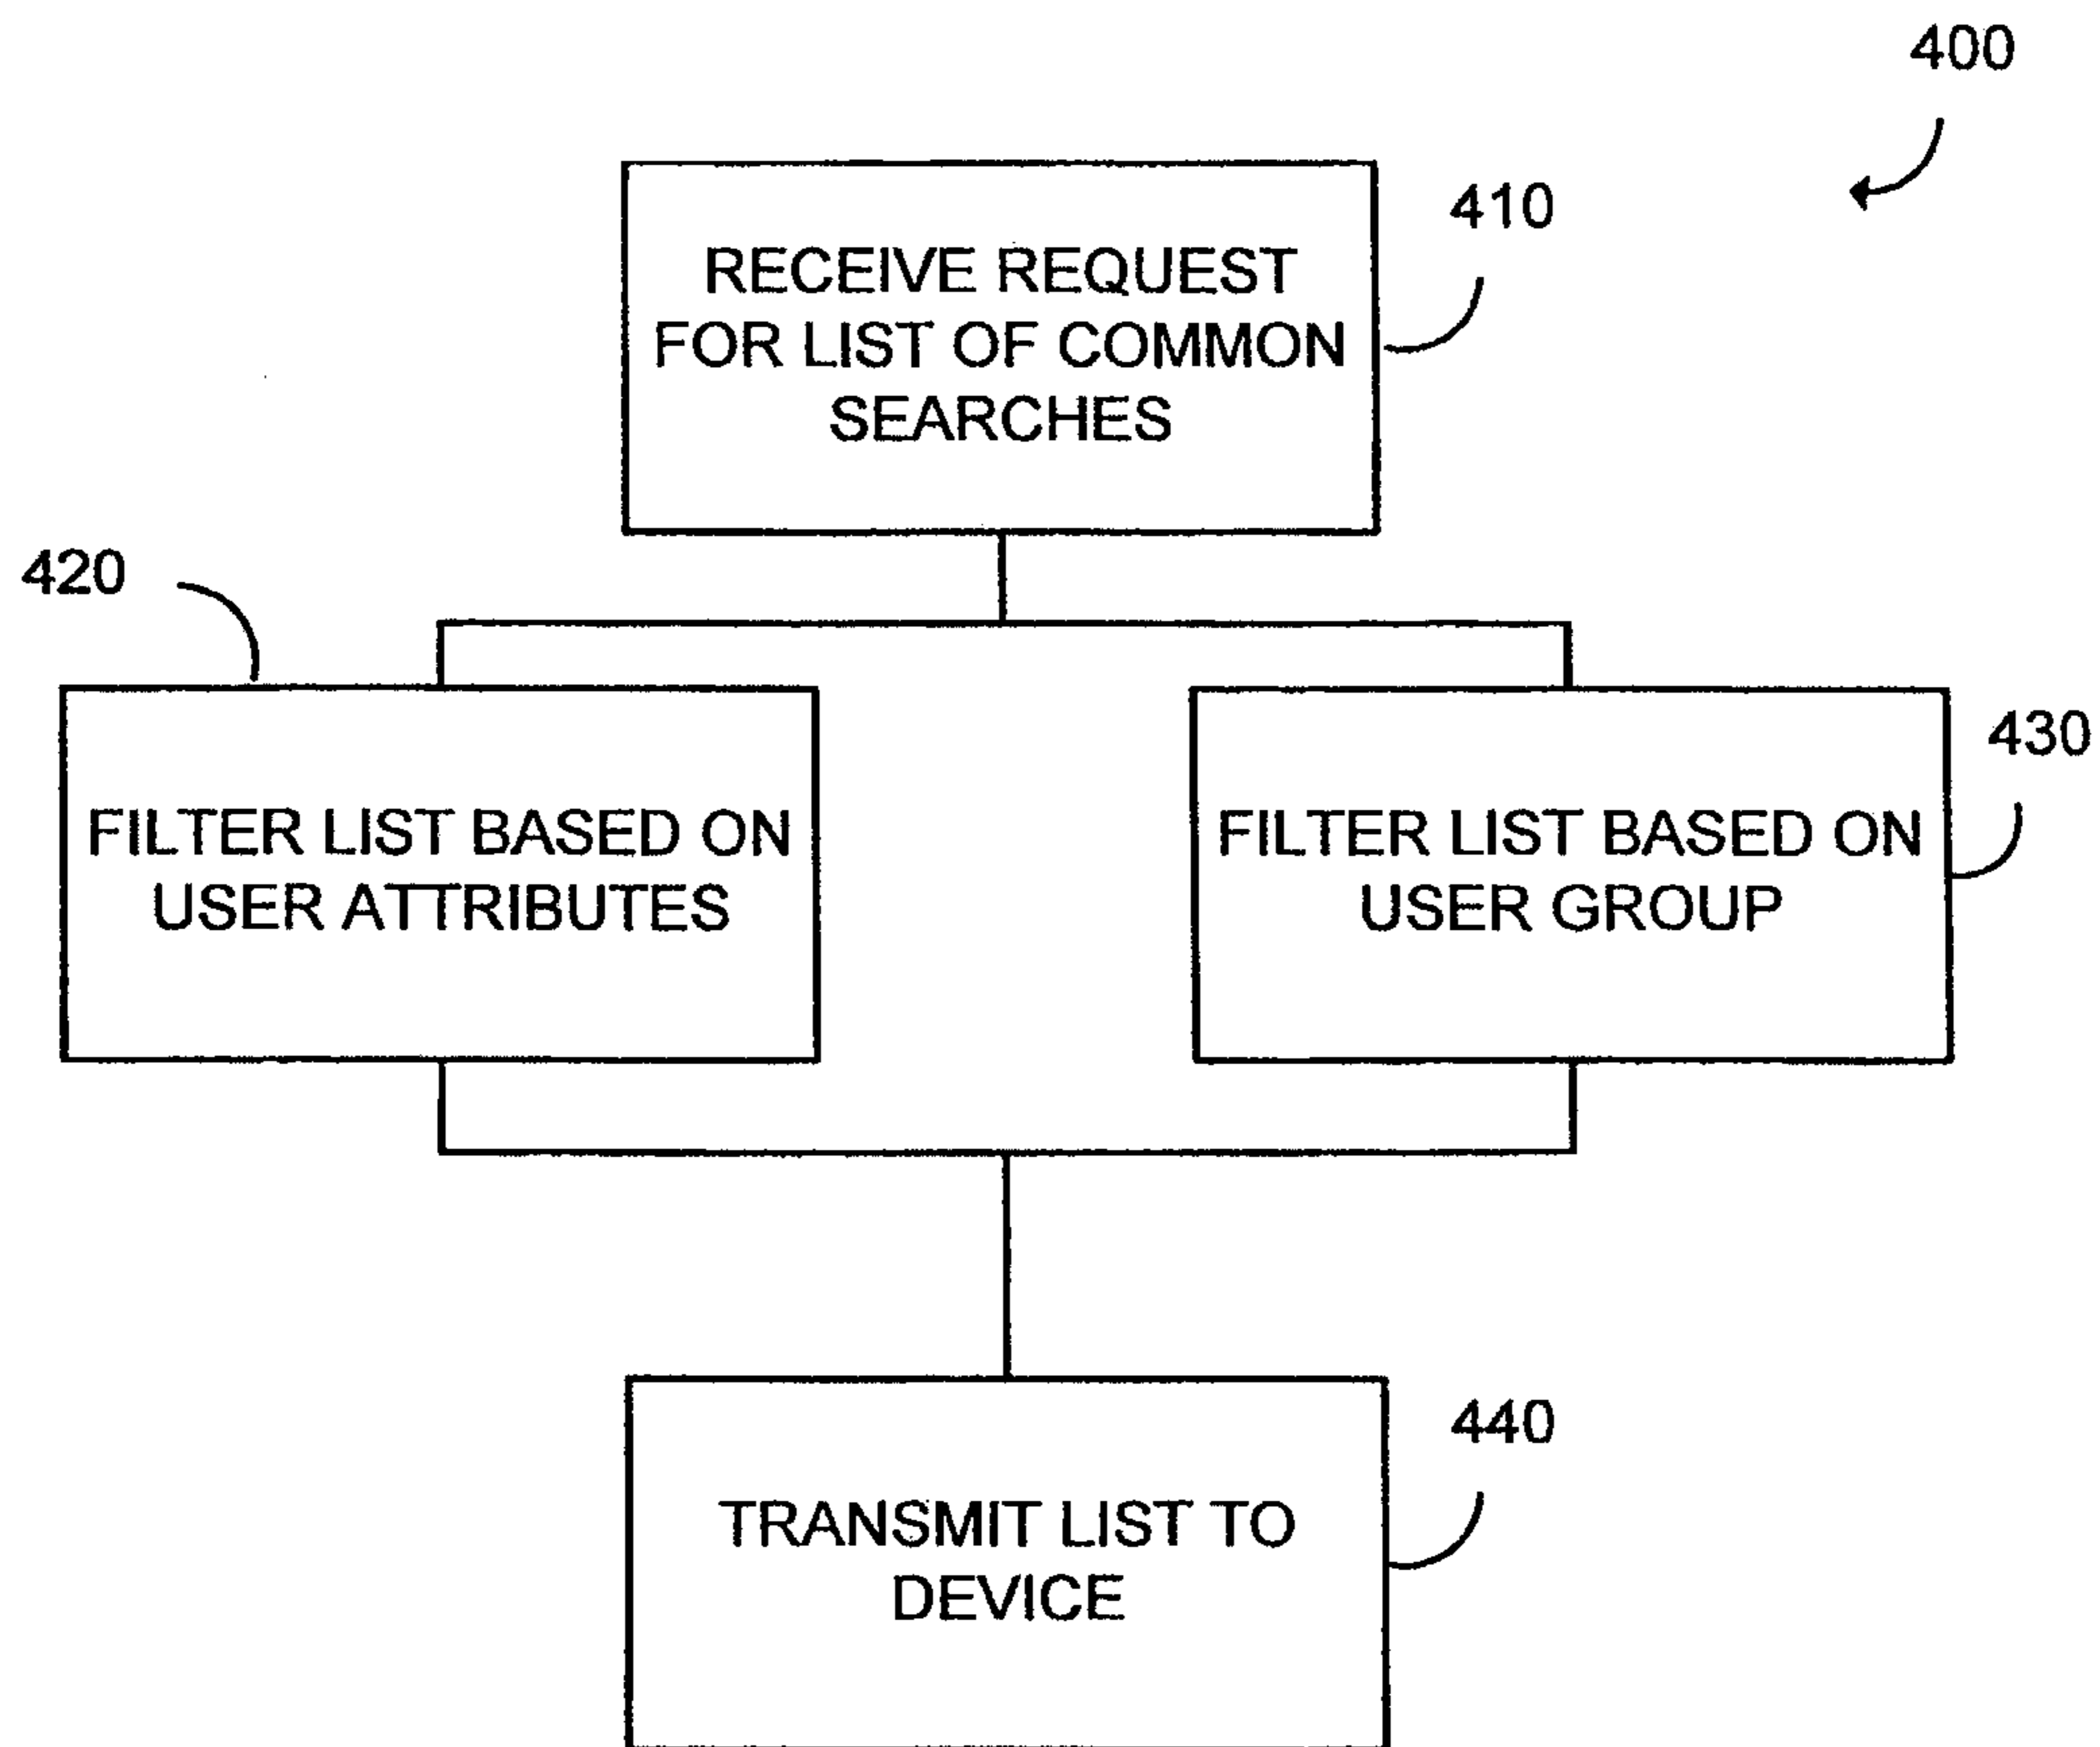 400
410
RECEIVE REQUEST
FOR LIST OF COMMON
SEARCHES
420
430
FILTER LIST BASED ON
USER ATTRIBUTES
FILTER LIST BASED ON
USER GROUP
440
TRANSMIT LIST TO
DEVICE